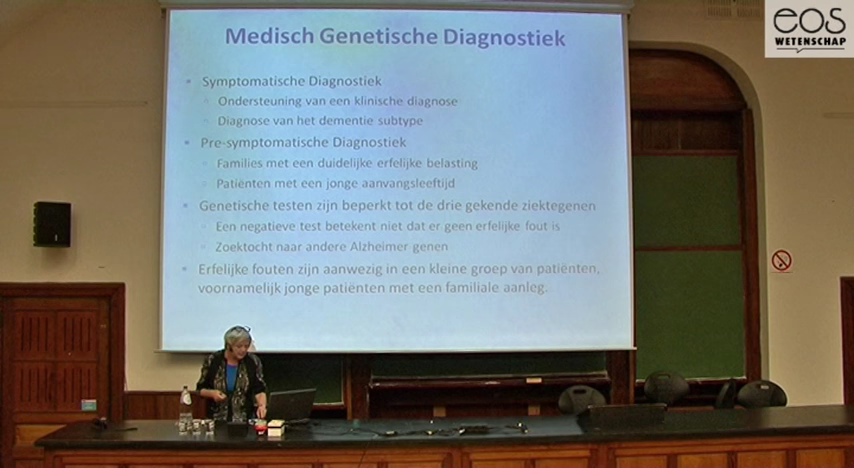 eos
WETENSCHAP
Medisch Genetische Diagnostiek
Symptomatische Diagnostiek
Ondersteuning van een klinische diagnose
Diagnose van het dementie subtype
Pre-symptomatische Diagnostiek
Families met een duidelijke erfelijke belasting
Patiënten met een jonge aanvangsleeftijd
Genetische testen zijn beperkt tot de drie gekende ziektegenen
Een negatieve test betekent niet dat er geen erfelijke fout is
Zoektocht naar andere Alzheimer genen
Erfelijke fouten zijn aanwezig in een kleine groep van patiënten,
voornamelijk jonge patiënten met een familiale aanleg.